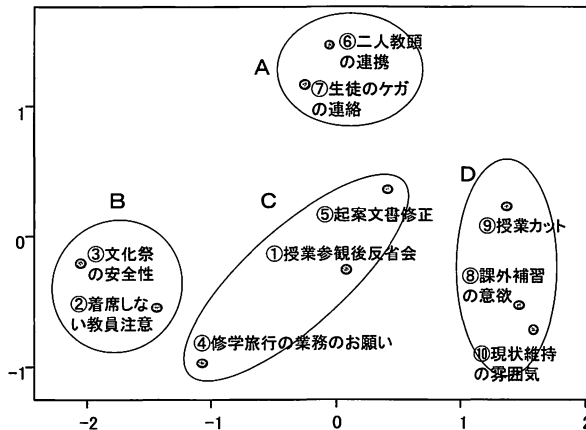 ⑥二人教頭
の連携
A
⑦生徒のケガ
の連絡
1
B
C
D
⑤起案文書修正
⑨授業カット
0
③文化祭
の安全性
①授業参観後反省会
⑧課外補習
の意欲
②着席しな
い教員注意
④修学旅行の業務のお願い
⑩現状維持
の雰囲気
-1
-2
-1
0
1
2